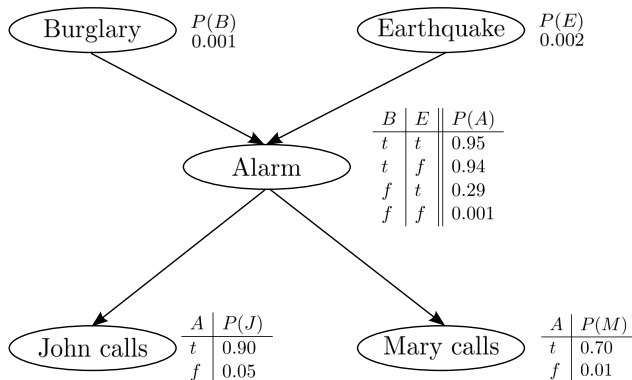 Burglary
P(B)
0.001
Earthquake
P(E)
0.002
Alarm
B E P(A)
t t 0.95
t f 0.94
f t 0.29
f f 0.001
John calls
A P(J)
t 0.90
f 0.05
Mary calls
A P(M)
t 0.70
f 0.01